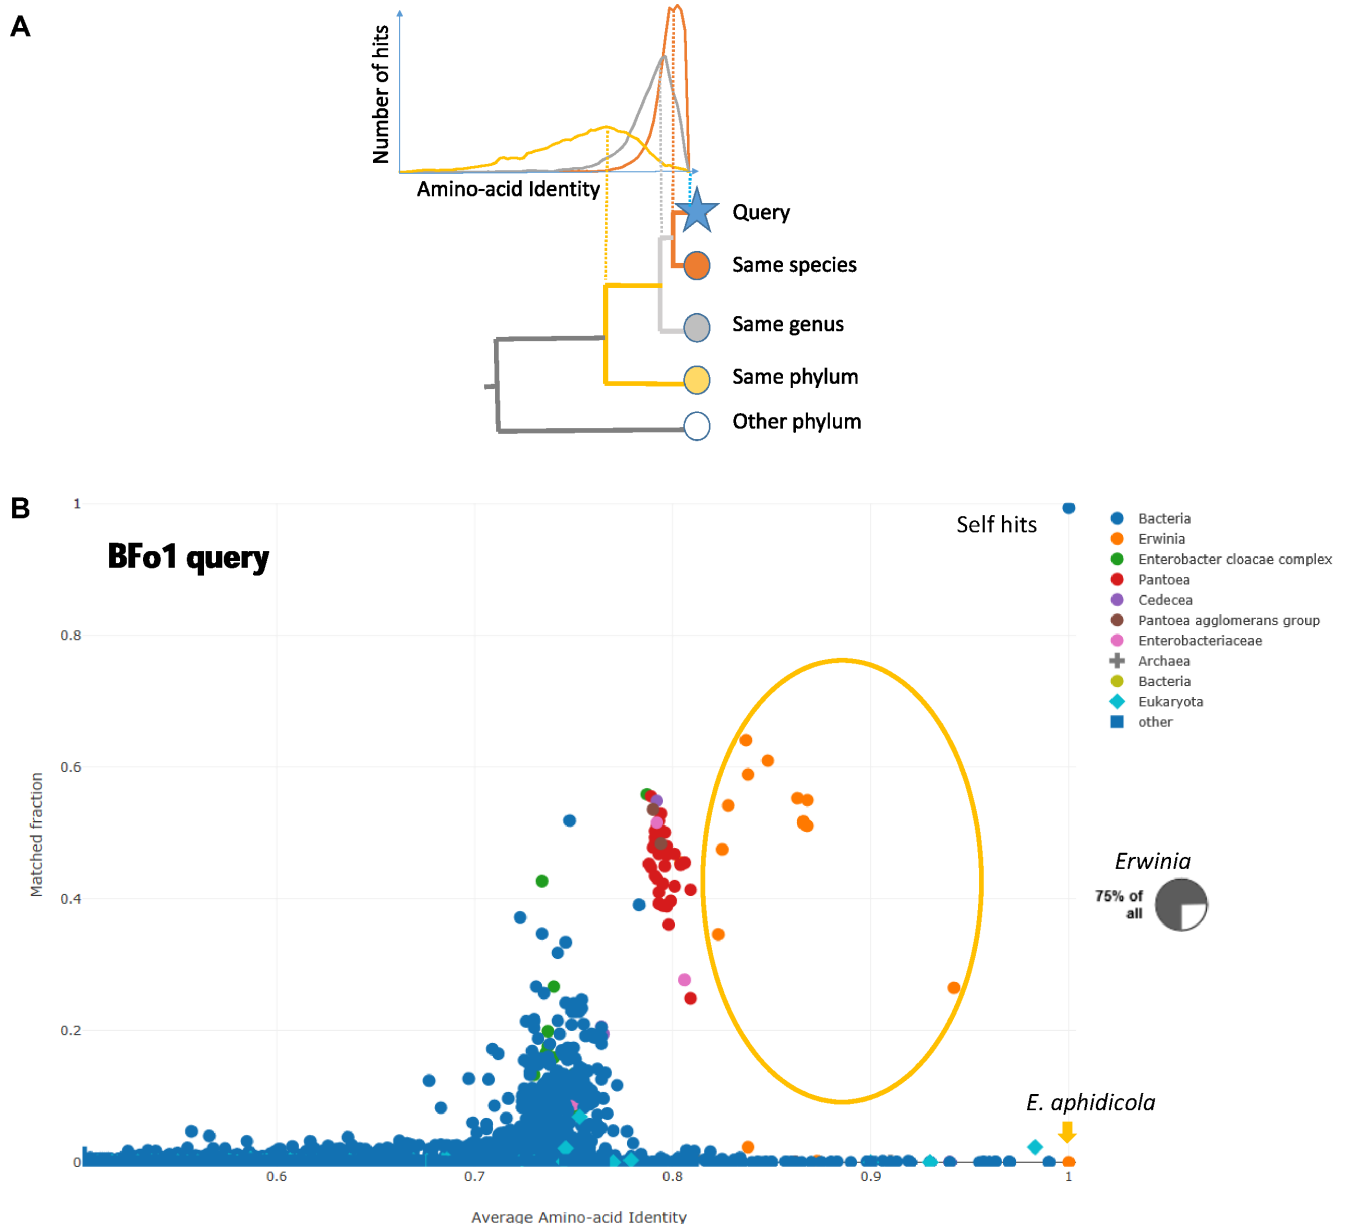 A
Number of hits
Amino-acid Identity
Query
Same species
Same genus
Same phylum
Other phylum
B
BFo1 query
Self hits
Bacteria
Erwinia
Enterobacter cloacae complex
Pantoea
Cedecea
Pantoea agglomerans group
Enterobacteriaceae
Archaea
Bacteria
Eukaryota
other
Matched fraction
1
0.8
0.6
0.4
0.2
0
Erwinia
75% of
all
E. aphidicola
0.6
0.7
0.8
0.9
1
Average Amino-acid Identity